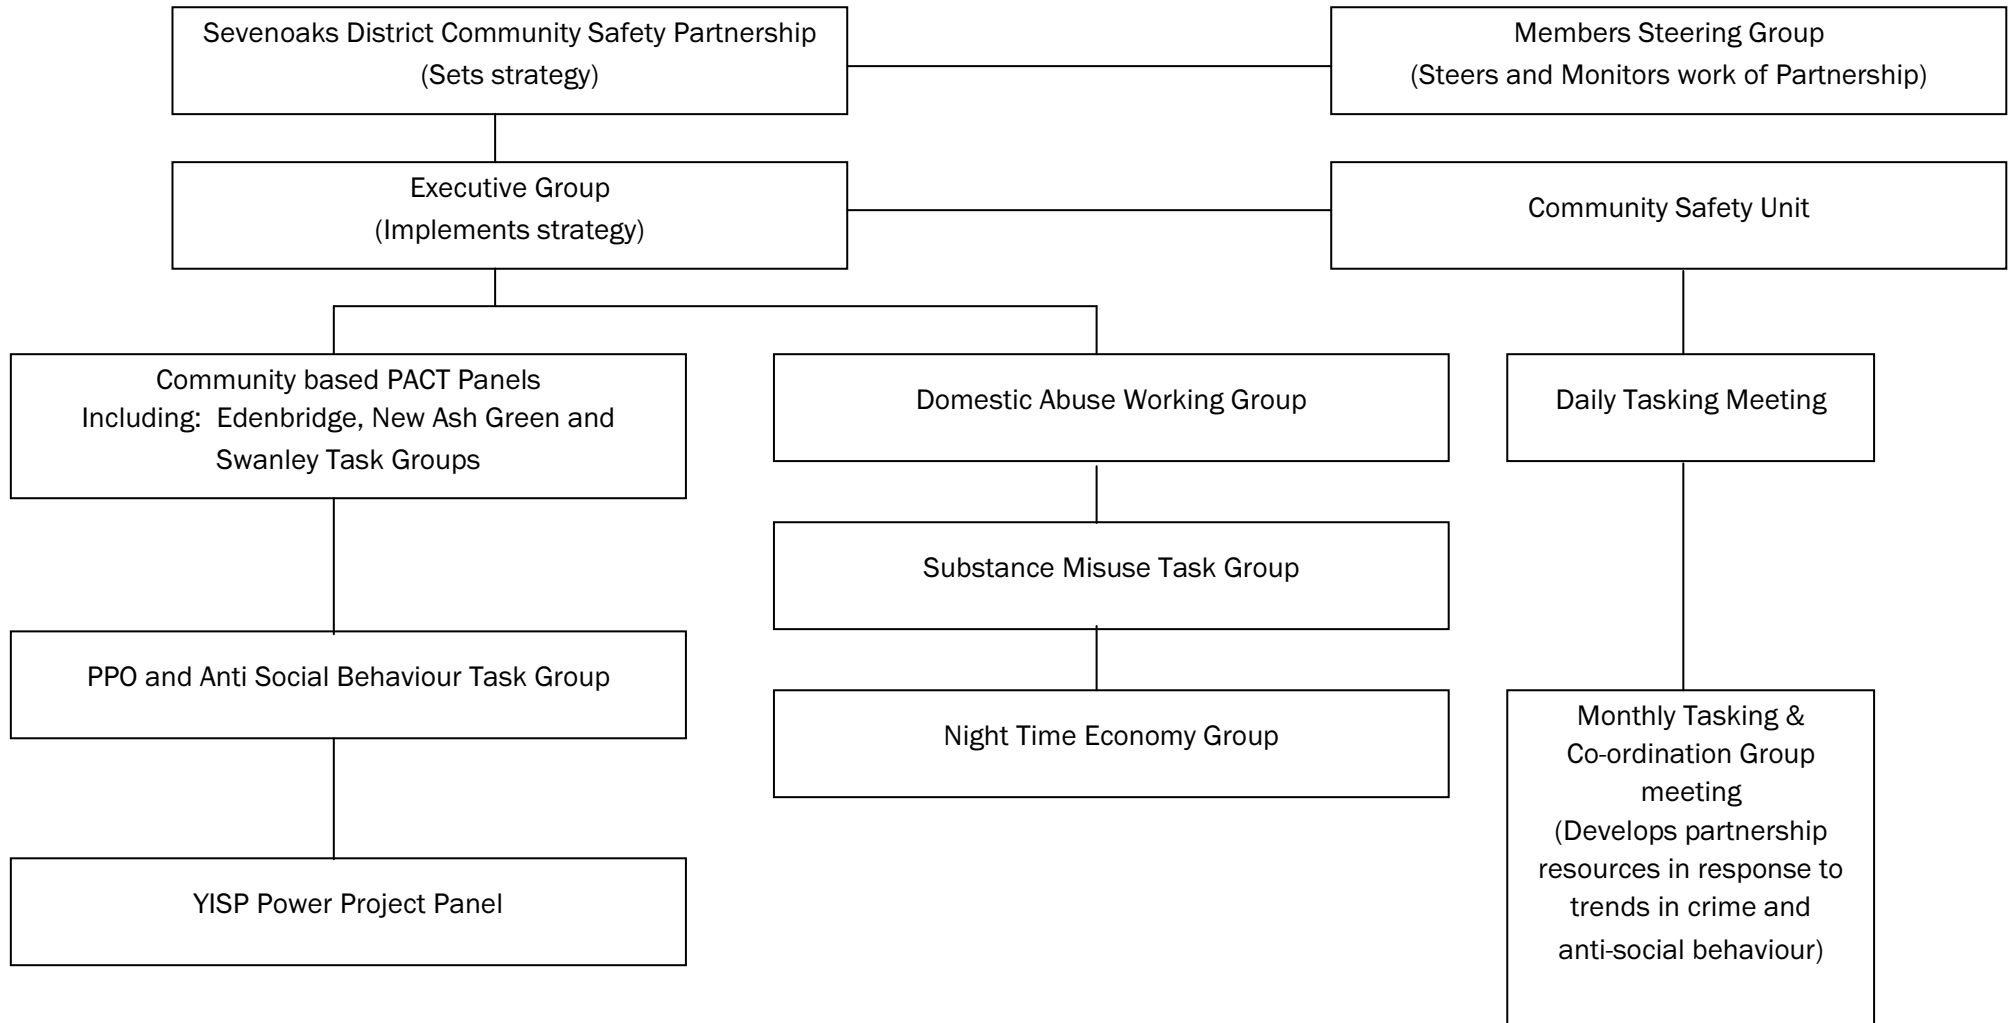 Sevenoaks District Community Safety Partnership
(Sets strategy)
Members Steering Group
(Steers and Monitors work of Partnership)
Executive Group
(Implements strategy)
Community Safety Unit
Community based PACT Panels
Including:  Edenbridge, New Ash Green and
Swanley Task Groups
Domestic Abuse Working Group
Daily Tasking Meeting
Substance Misuse Task Group
PPO and Anti Social Behaviour Task Group
Night Time Economy Group
Monthly Tasking &
Co-ordination Group
meeting
(Develops partnership
resources in response to
trends in crime and
anti-social behaviour)
YISP Power Project Panel